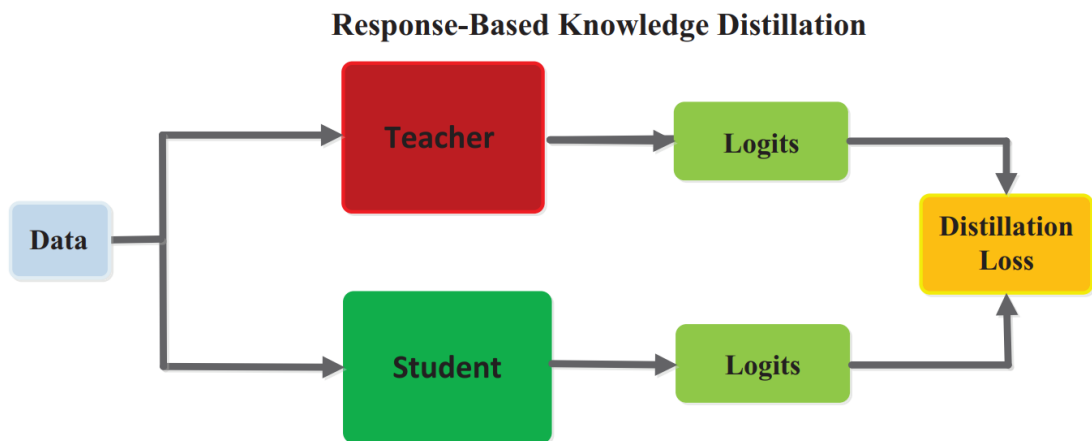 Response-Based Knowledge Distillation
Teacher
Logits
Data
Distillation
Loss
Student
Logits